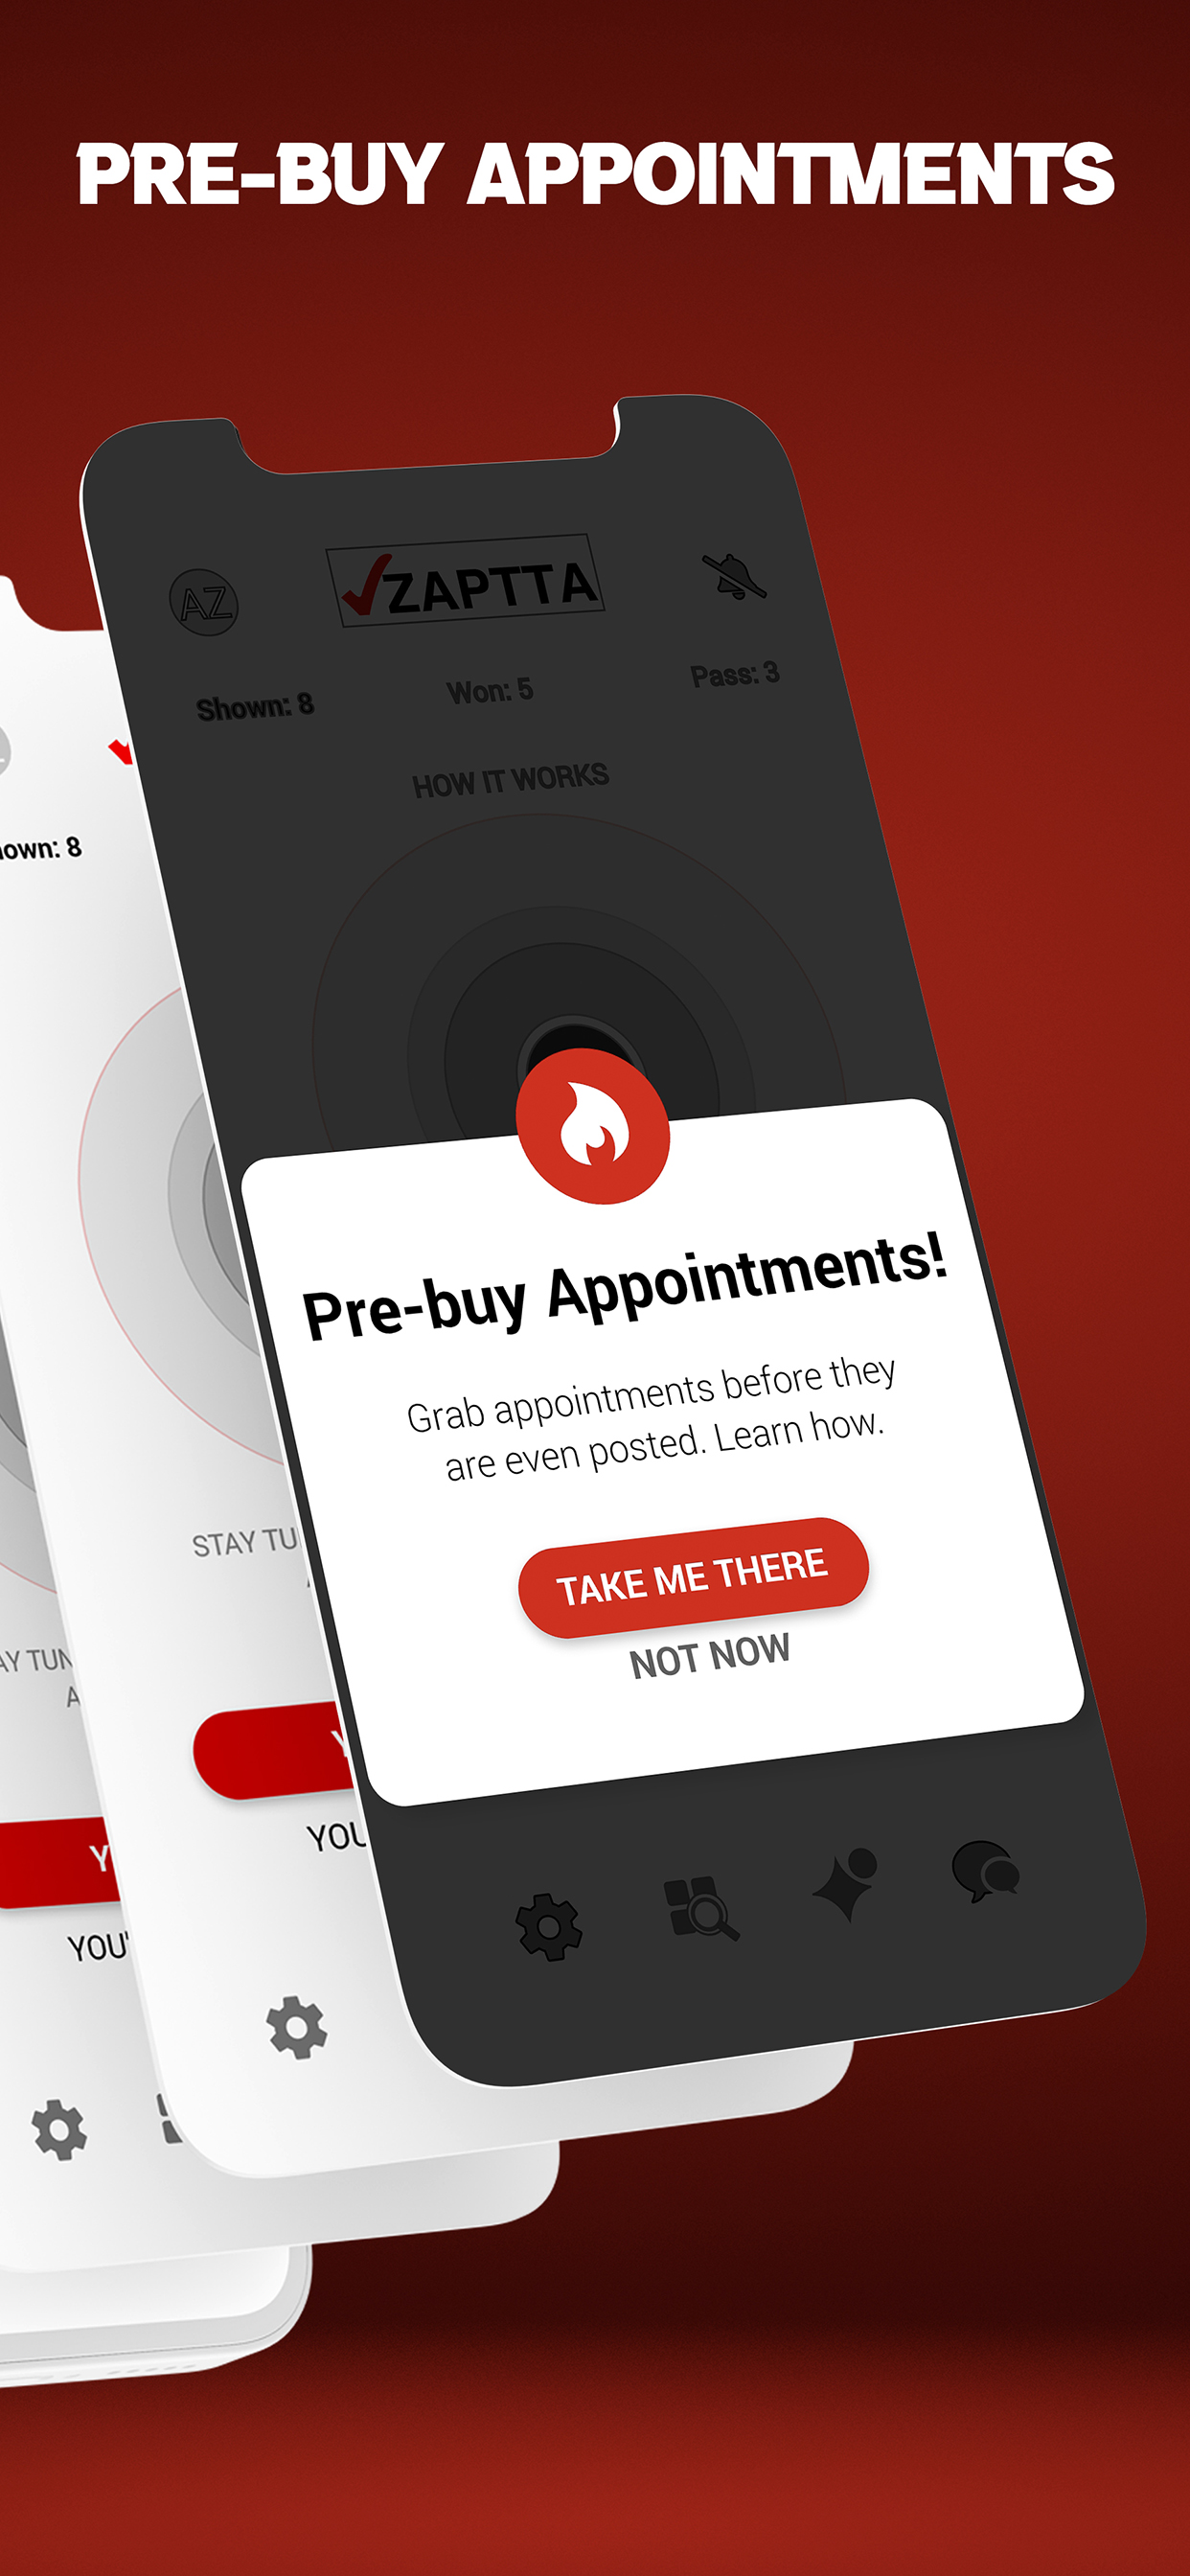 PRE-BUY APPOINTMENTS
AZ
ZAPTTA
Shown: 8
Won: 5
Pass: 3
HOW IT WORKS
own: 8
Pre-buy Appointments!
Grab appointments before they
are even posted. Learn how.
TAKE ME THERE
NOT NOW
STAY TU
YOU
AY TUN
A
Y
YOU'